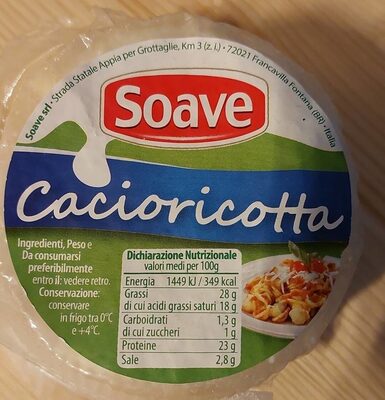 Soave srl • Strada Statale Appia per Grottaglie, Km 3 (z. i.) • 72021 Francavilla Fontana (BR) • Italia
Soave
Cacioricotta
Ingredienti, Peso e
Da consumarsi
preferibilmente
entro il: vedere retro.
Conservazione:
conservare
in frigo tra 0°C
e +4°C.
Dichiarazione Nutrizionale
valori medi per 100g
Energia 1449 kJ / 349 kcal
Grassi 28 g
di cui acidi grassi saturi 18 g
Carboidrati 1,3 g
di cui zuccheri 1 g
Proteine 23 g
Sale 2,8 g